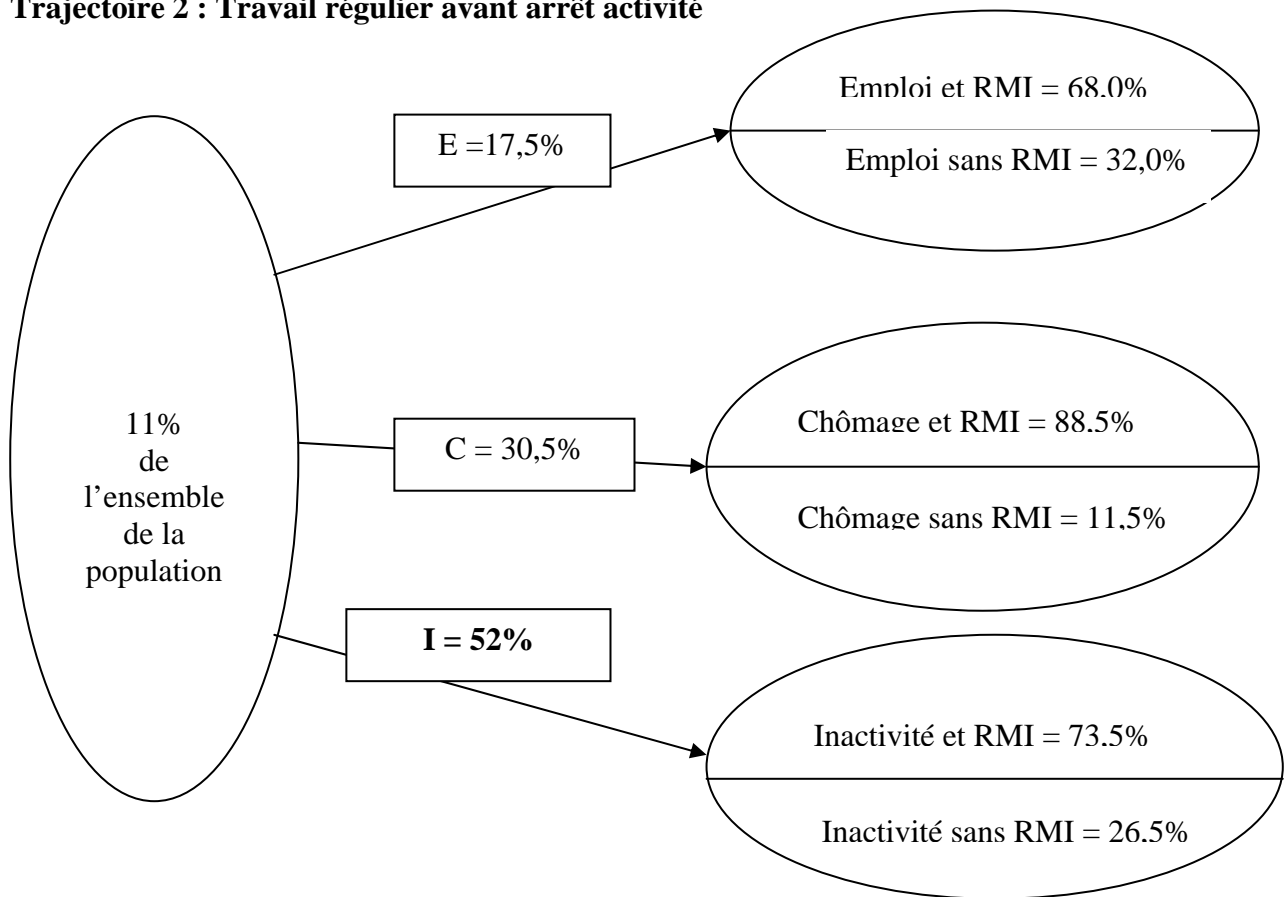 Trajectoire 2 : Travail régulier avant arrêt activité
Emploi et RMI = 68,0%
E =17,5%
Emploi sans RMI = 32,0%
11%
de
l’ensemble
de la
population
Chômage et RMI = 88,5%
C = 30,5%
Chômage sans RMI = 11,5%
I = 52%
Inactivité et RMI = 73,5%
Inactivité sans RMI = 26,5%